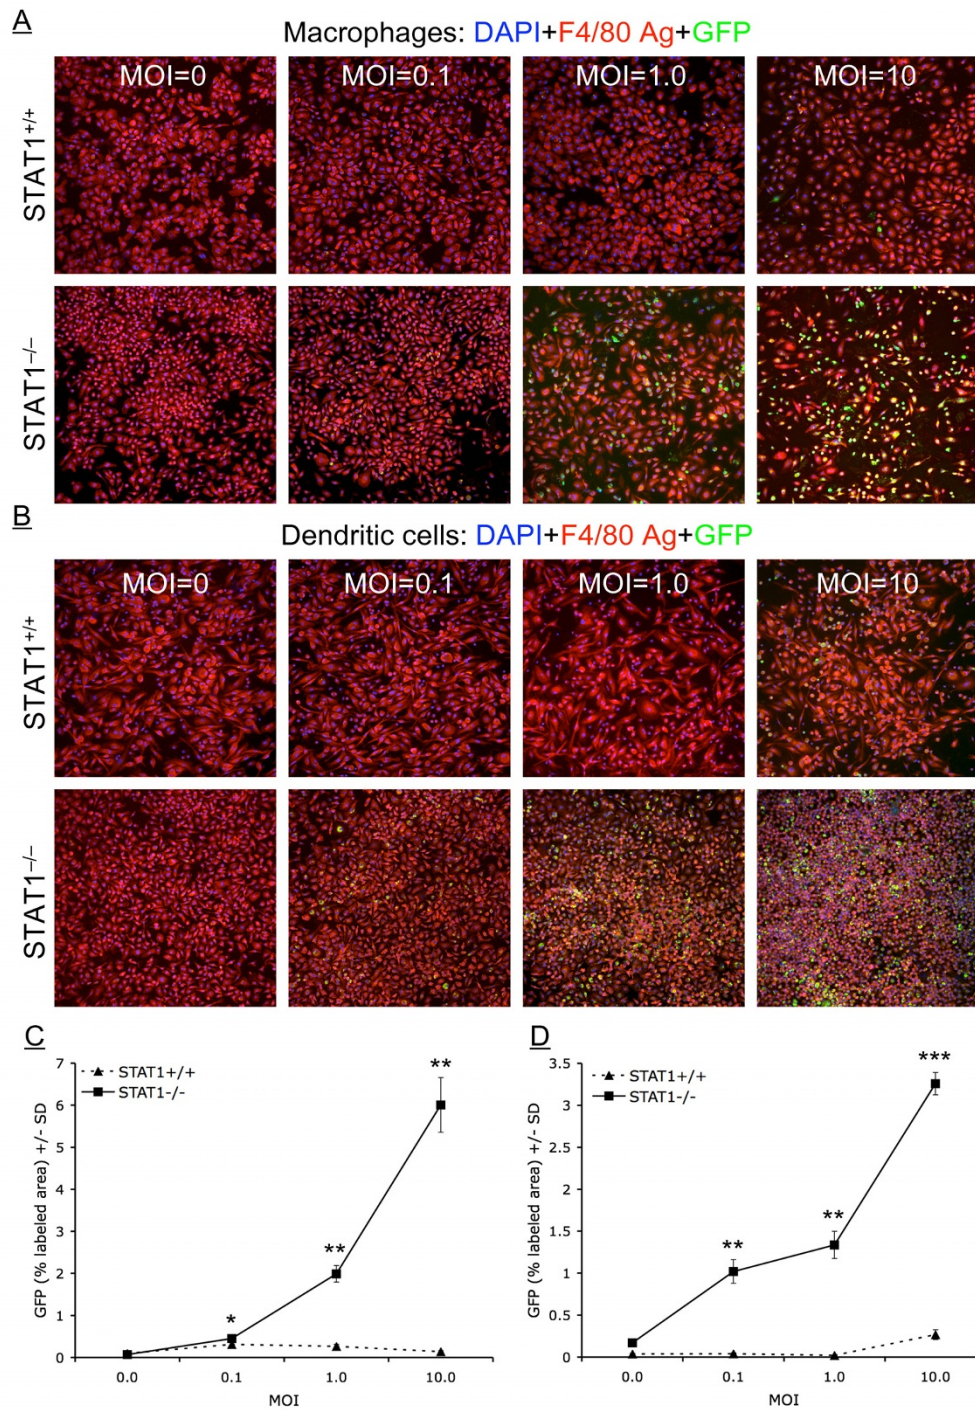 A
Macrophages: DAPI+F4/80 Ag+GFP
MOI=0 MOI=0.1 MOI=1.0 MOI=10
STAT1+/+
STAT1–/–
B
Dendritic cells: DAPI+F4/80 Ag+GFP
MOI=0 MOI=0.1 MOI=1.0 MOI=10
STAT1+/+
STAT1–/–
C
GFP (% labeled area) +/- SD
7
6
5
4
3
2
1
0
STAT1+/+
STAT1-/-
*
**
**
0.0 0.1 1.0 10.0
MOI
D
GFP (% labeled area) +/- SD
3.5
3
2.5
2
1.5
1
0.5
0
STAT1+/+
STAT1-/-
**
**
***
0.0 0.1 1.0 10.0
MOI